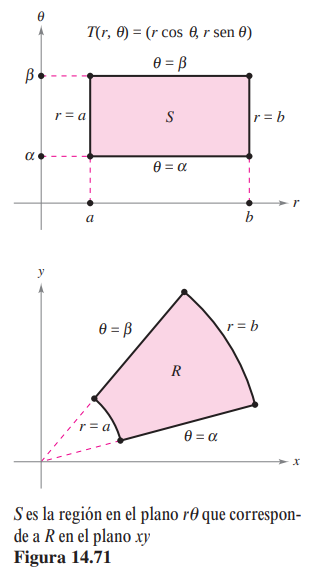 θ
T(r, θ) = (r cos θ, r sen θ)
θ = β
β
r = a
S
r = b
α
θ = α
r
a
b
y
θ = β
r = b
R
r = a
θ = α
x
S es la región en el plano rθ que correspon-
de a R en el plano xy
Figura 14.71